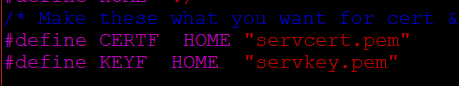 /* Make these what you want for cert &
#define CERTF  HOME "servcert.pem"
#define KEYF  HOME  "servkey.pem"